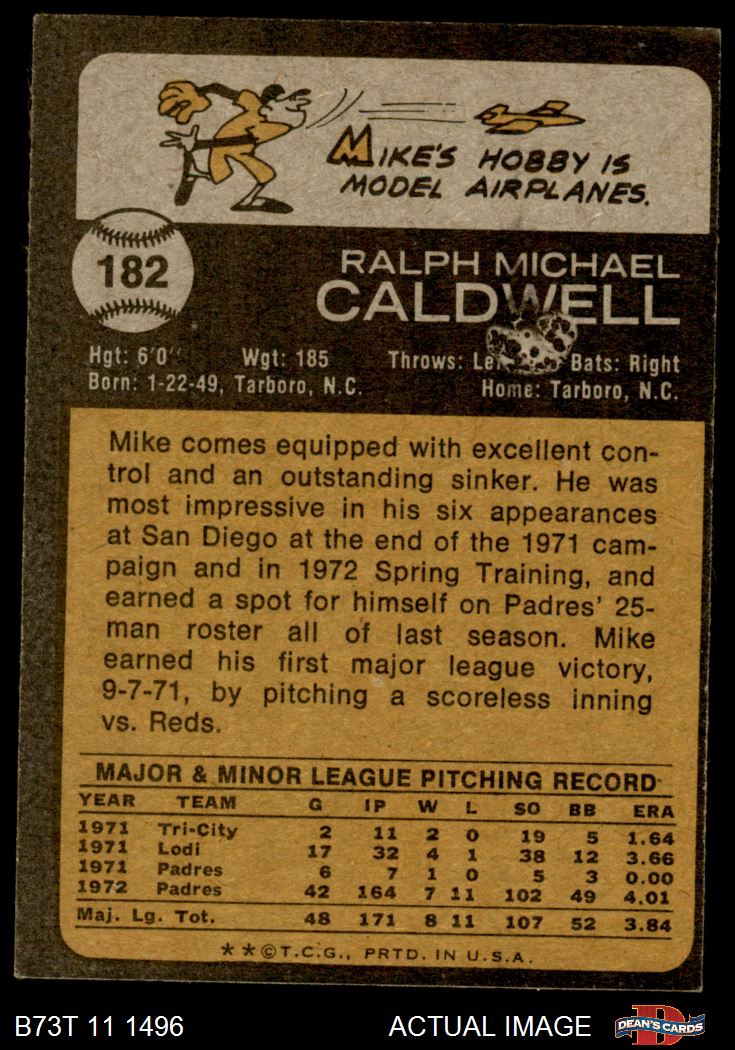 MIKE'S HOBBY IS
MODEL AIRPLANES.
182
RALPH MICHAEL
CALDWELL
Hgt: 6'0" Wgt: 185 Throws: Bats: Right
Born: 1-22-49, Tarboro, N.C. Home: Tarboro, N.C.
Mike comes equipped with excellent con-
trol and an outstanding sinker. He was
most impressive in his six appearances
at San Diego at the end of the 1971 cam-
paign and in 1972 Spring Training, and
earned a spot for himself on Padres' 25-
man roster all of last season. Mike
earned his first major league victory,
9-7-71, by pitching a scoreless inning
vs. Reds.
MAJOR & MINOR LEAGUE PITCHING RECORD
YEAR TEAM G IP W L SO BB ERA
1971 Tri-City 2 11 2 0 19 5 1.64
1971 Lodi 17 32 4 1 38 12 3.66
1971 Padres 6 7 1 0 5 3 0.00
1972 Padres 42 164 7 11 102 49 4.01
Maj. Lg. Tot. 48 171 8 11 107 52 3.84
**©T.C.G., PRTD. IN U.S.A.
B73T 11 1496 ACTUAL IMAGE D DEAN'S CARDS